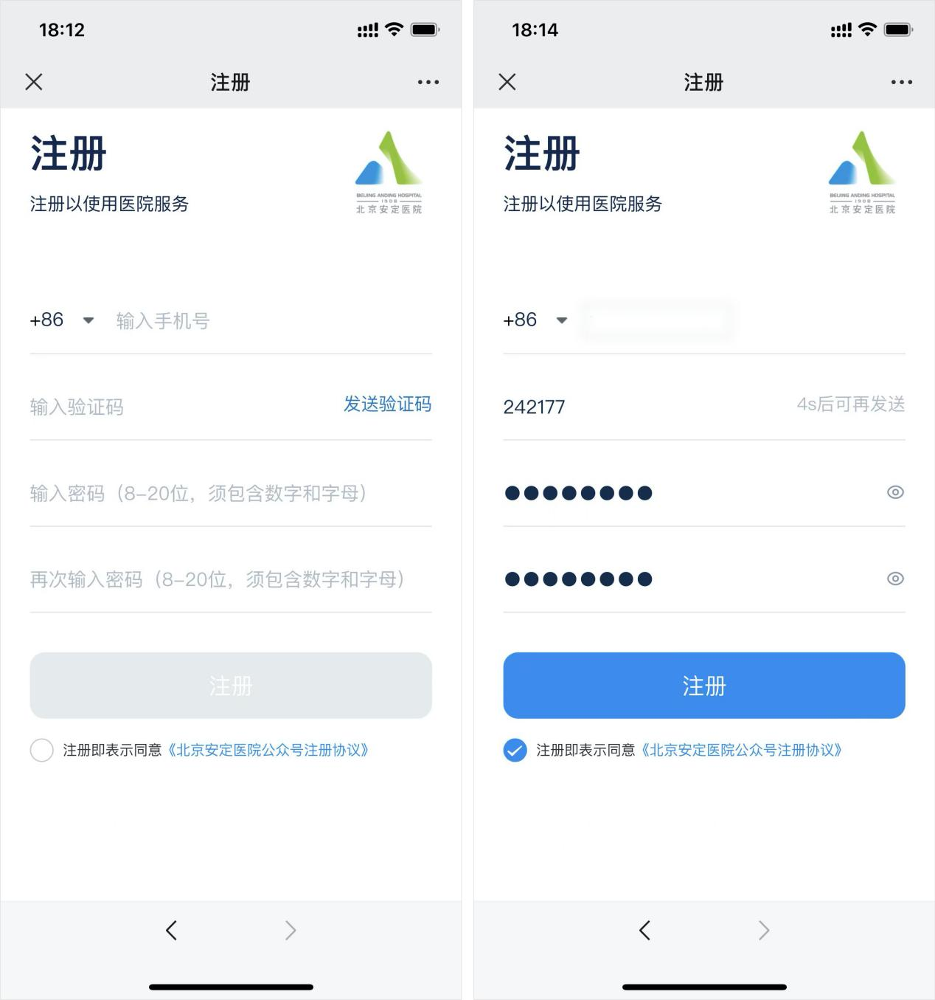 18:12
注册
注册
注册以使用医院服务
BEIJING ANDING HOSPITAL
1908
北京安定医院
+86 输入手机号
输入验证码 发送验证码
输入密码（8-20位，须包含数字和字母）
再次输入密码（8-20位，须包含数字和字母）
注册
注册即表示同意《北京安定医院公众号注册协议》
18:14
注册
注册
注册以使用医院服务
BEIJING ANDING HOSPITAL
1908
北京安定医院
+86
242177 4s后可再发送
注册
注册即表示同意《北京安定医院公众号注册协议》